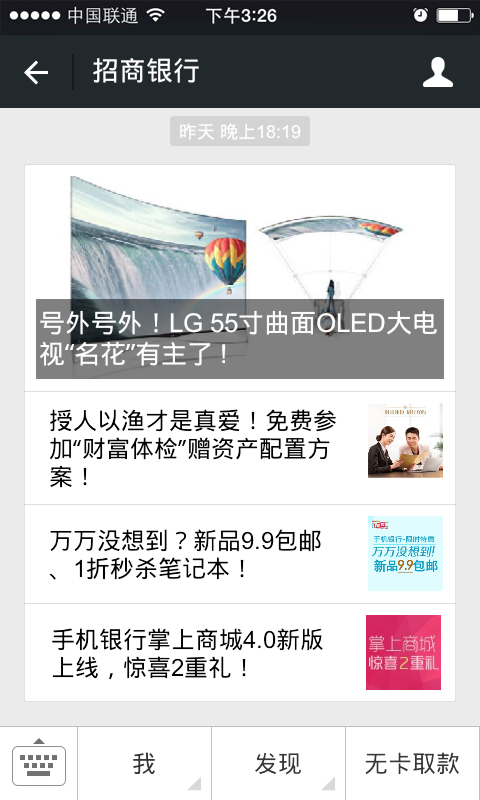 中国联通 下午3:26
招商银行
昨天 晚上18:19
号外号外！LG 55寸曲面OLED大电
视“名花”有主了！
授人以渔才是真爱！免费参
加“财富体检”赠资产配置方
案！
万万没想到？新品9.9包邮
、1折秒杀笔记本！
手机银行·限时特惠
万万没想到!
新品9.9包邮
手机银行掌上商城4.0新版
上线，惊喜2重礼！
掌上商城
惊喜2重礼
我
发现
无卡取款